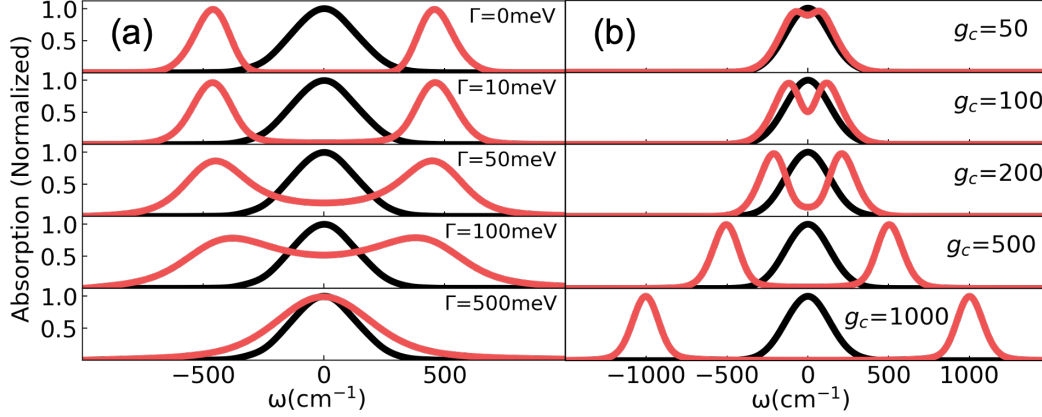 Absorption (Normalized)
(a)
1.0
0.5
Γ=0meV
1.0
0.5
Γ=10meV
1.0
0.5
Γ=50meV
1.0
0.5
Γ=100meV
1.0
0.5
Γ=500meV
−500 0 500
ω(cm⁻¹)
(b)
g_c=50
g_c=100
g_c=200
g_c=500
g_c=1000
−1000 −500 0 500 1000
ω(cm⁻¹)